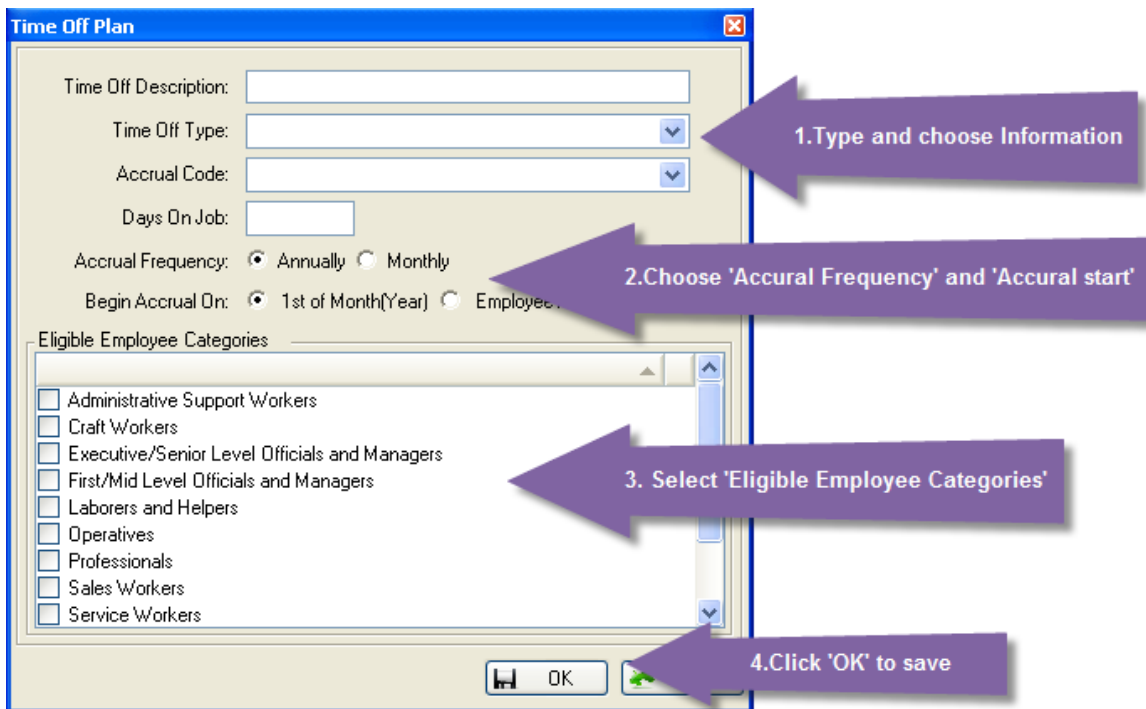 Time Off Plan
Time Off Description:
Time Off Type:
1.Type and choose Information
Accrual Code:
Days On Job:
Accrual Frequency: Annually Monthly
2.Choose 'Accural Frequency' and 'Accural start'
Begin Accrual On: 1st of Month(Year) Employee
Eligible Employee Categories
Administrative Support Workers
Craft Workers
Executive/Senior Level Officials and Managers
First/Mid Level Officials and Managers
3. Select 'Eligible Employee Categories'
Laborers and Helpers
Operatives
Professionals
Sales Workers
Service Workers
4.Click 'OK' to save
OK